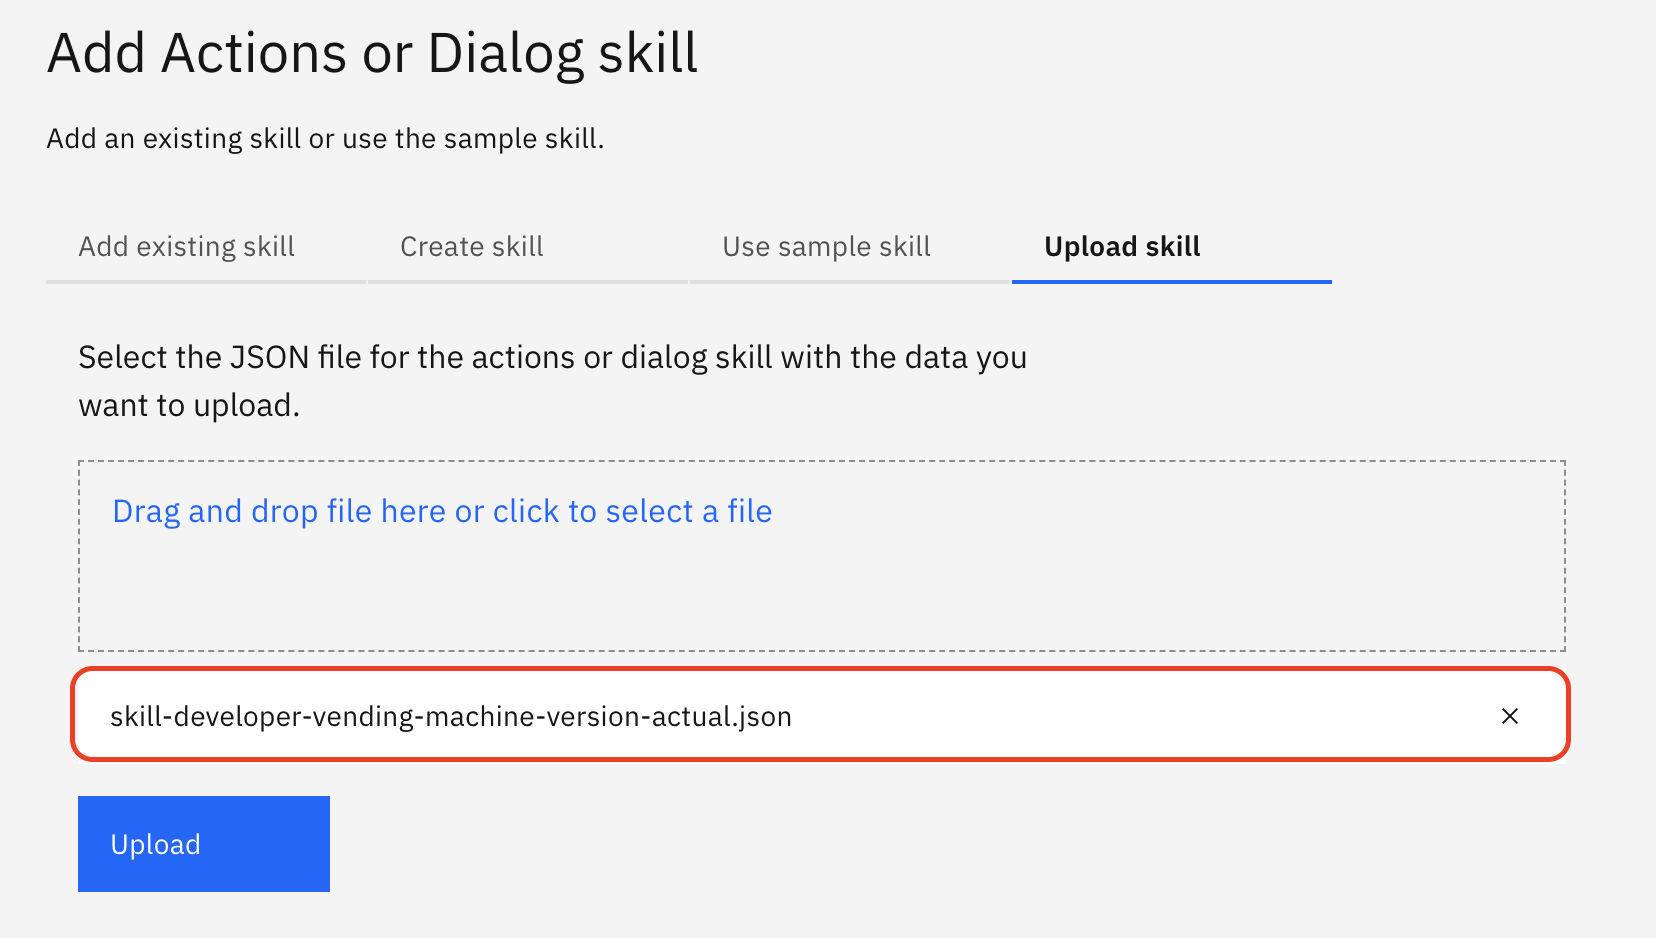 Add Actions or Dialog skill
Add an existing skill or use the sample skill.
Add existing skill
Create skill
Use sample skill
Upload skill
Select the JSON file for the actions or dialog skill with the data you
want to upload.
Drag and drop file here or click to select a file
skill-developer-vending-machine-version-actual.json
Upload